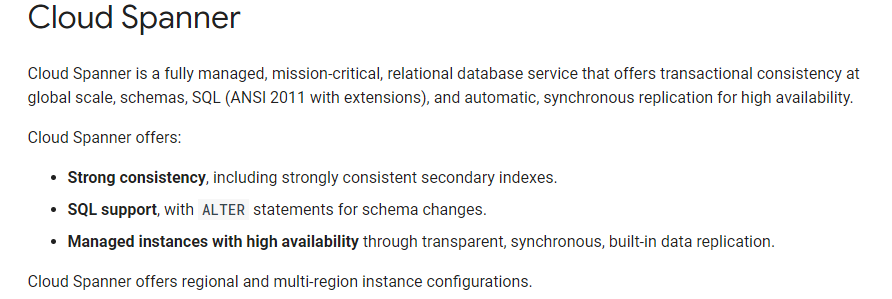 Cloud Spanner
Cloud Spanner is a fully managed, mission-critical, relational database service that offers transactional consistency at
global scale, schemas, SQL (ANSI 2011 with extensions), and automatic, synchronous replication for high availability.
Cloud Spanner offers:
• Strong consistency, including strongly consistent secondary indexes.
• SQL support, with ALTER statements for schema changes.
• Managed instances with high availability through transparent, synchronous, built-in data replication.
Cloud Spanner offers regional and multi-region instance configurations.